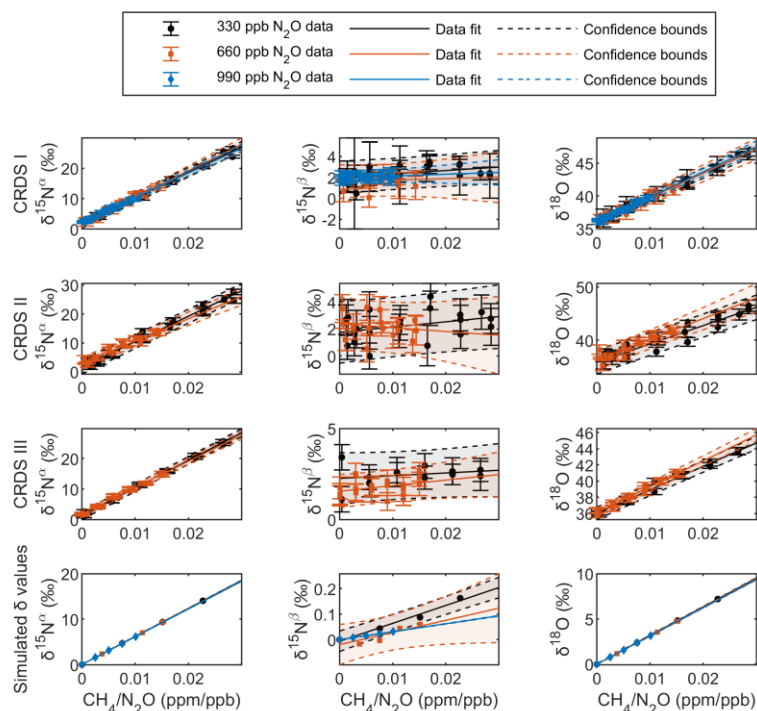 330 ppb N2O data Data fit Confidence bounds
660 ppb N2O data Data fit Confidence bounds
990 ppb N2O data Data fit Confidence bounds
CRDS I
δ15Nα (‰)
20
10
0
0 0.01 0.02
δ15Nβ (‰)
4
2
0
-2
0 0.01 0.02
δ18O (‰)
45
40
35
0 0.01 0.02
CRDS II
δ15Nα (‰)
30
20
10
0
0 0.01 0.02
δ15Nβ (‰)
4
2
0
0 0.01 0.02
δ18O (‰)
50
40
0 0.01 0.02
CRDS III
δ15Nα (‰)
20
10
0
0 0.01 0.02
δ15Nβ (‰)
5
0
0 0.01 0.02
δ18O (‰)
46
44
42
40
38
36
0 0.01 0.02
Simulated δ values
δ15Nα (‰)
20
10
0
0 0.01 0.02
CH4/N2O (ppm/ppb)
δ15Nβ (‰)
0.2
0.1
0
0 0.01 0.02
CH4/N2O (ppm/ppb)
δ18O (‰)
10
5
0
0 0.01 0.02
CH4/N2O (ppm/ppb)